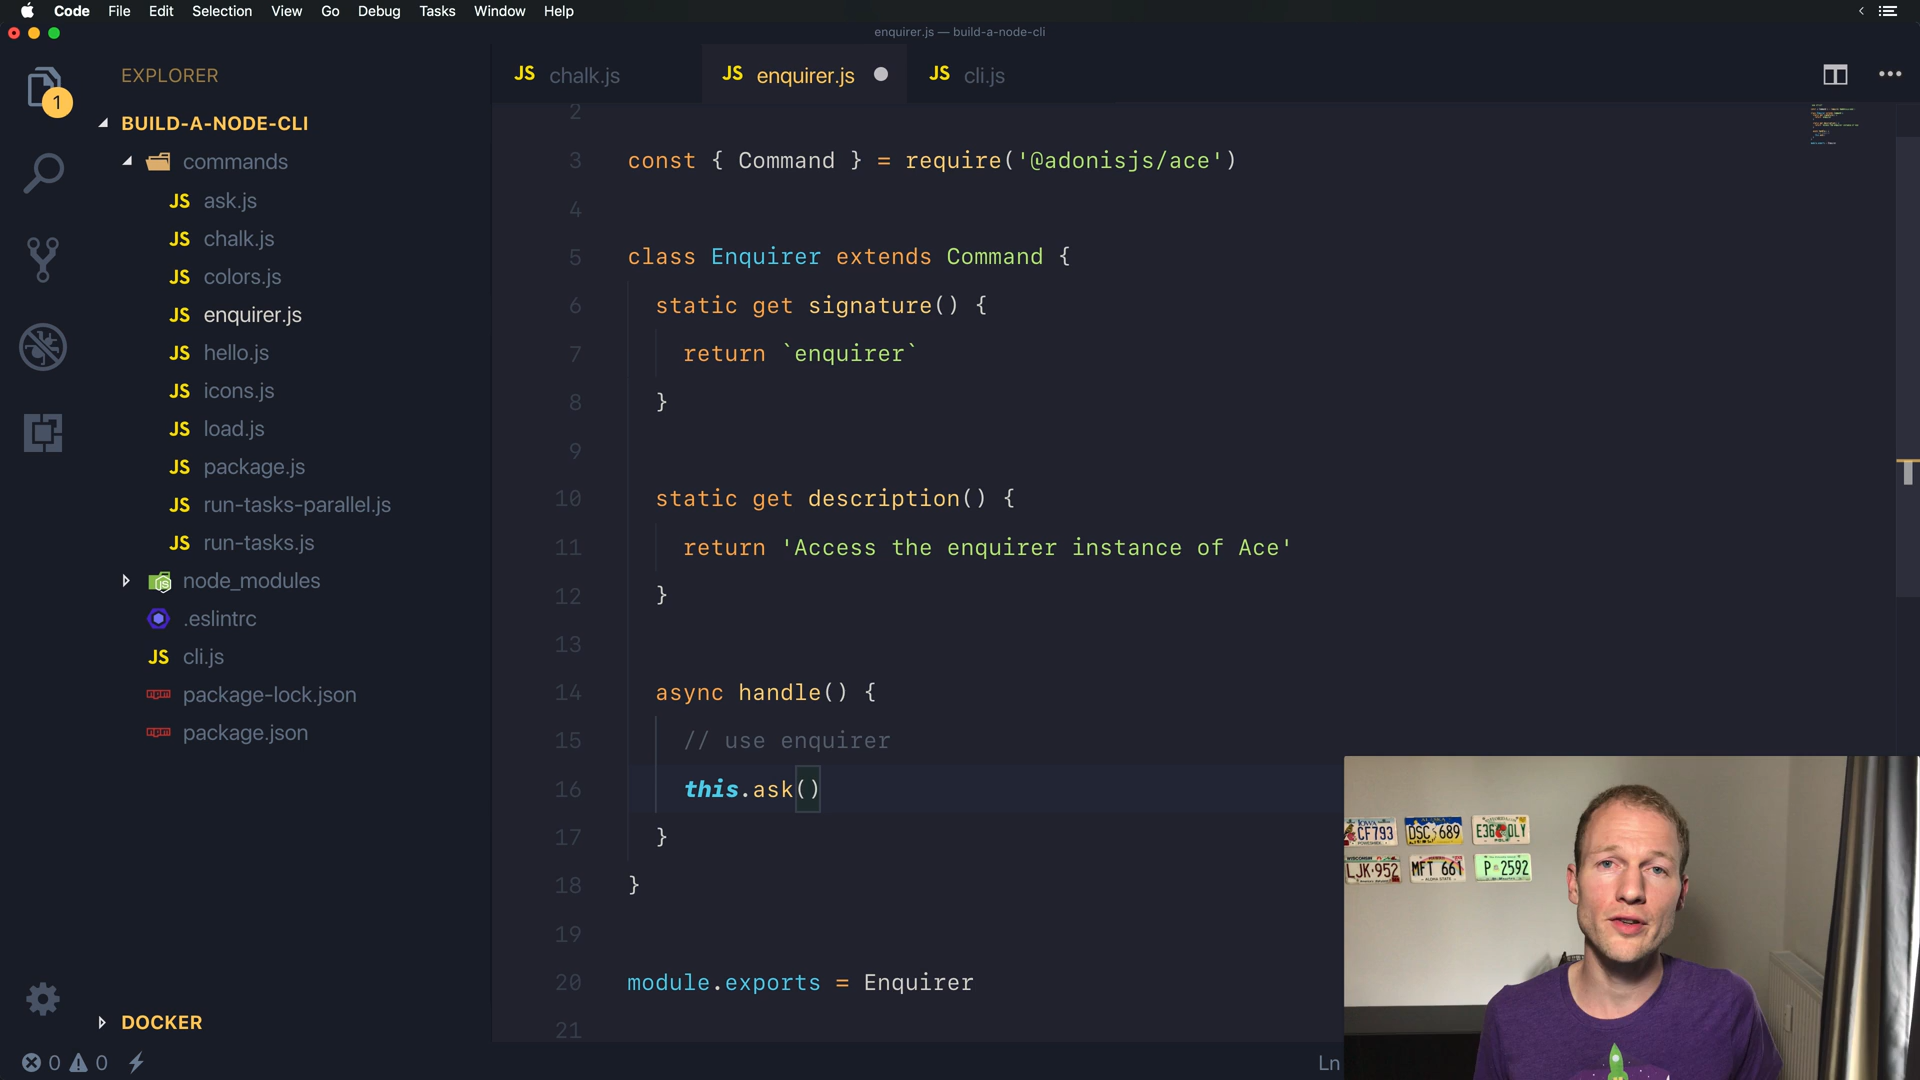 Code File Edit Selection View Go Debug Tasks Window Help
enquirer.js — build-a-node-cli
EXPLORER
1
BUILD-A-NODE-CLI
commands
JS ask.js
JS chalk.js
JS colors.js
JS enquirer.js
JS hello.js
JS icons.js
JS load.js
JS package.js
JS run-tasks-parallel.js
JS run-tasks.js
node_modules
.eslintrc
JS cli.js
package-lock.json
package.json
DOCKER
0 0
JS chalk.js
JS enquirer.js
JS cli.js
2
3 const { Command } = require('@adonisjs/ace')
4
5 class Enquirer extends Command {
6 static get signature() {
7 return `enquirer`
8 }
9
10 static get description() {
11 return 'Access the enquirer instance of Ace'
12 }
13
14 async handle() {
15 // use enquirer
16 this.ask()
17 }
18 }
19
20 module.exports = Enquirer
21
Ln
IOWA
CF793
DSC 689
WISCONSIN
LJK·952
MFT 661
P 2592